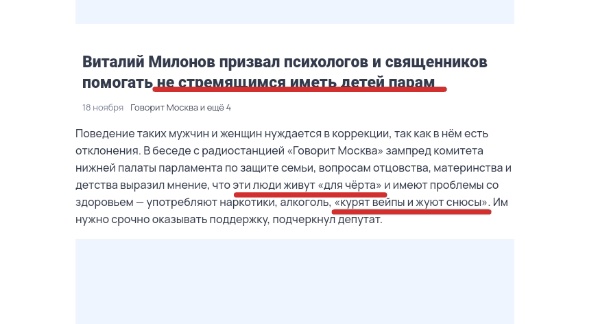 Виталий Милонов призвал психологов и священников
помогать не стремящимся иметь детей парам
18 ноября Говорит Москва и ещё 4
Поведение таких мужчин и женщин нуждается в коррекции, так как в нём есть
отклонения. В беседе с радиостанцией «Говорит Москва» зампред комитета
нижней палаты парламента по защите семьи, вопросам отцовства, материнства и
детства выразил мнение, что эти люди живут «для чёрта» и имеют проблемы со
здоровьем — употребляют наркотики, алкоголь, «курят вейпы и жуют снюсы». Им
нужно срочно оказывать поддержку, подчеркнул депутат.